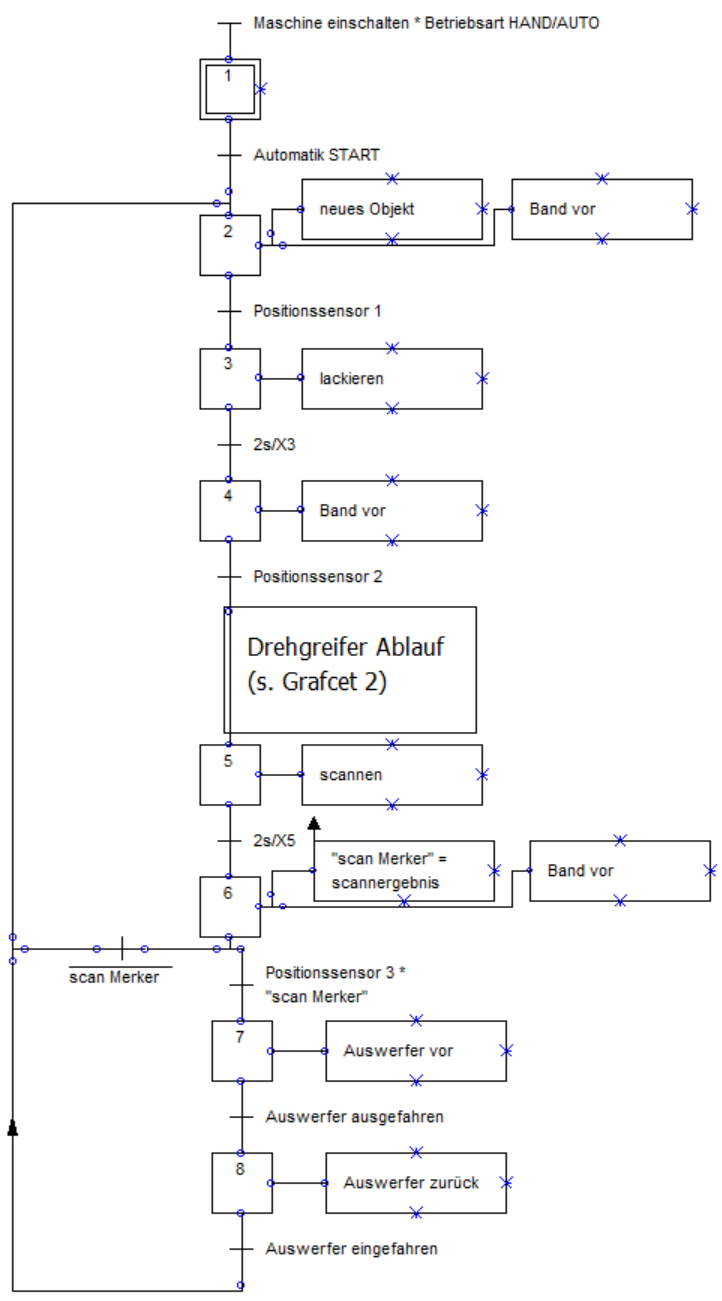 Maschine einschalten * Betriebsart HAND/AUTO
1
Automatik START
2
neues Objekt
Band vor
Positionssensor 1
3
lackieren
2s/X3
4
Band vor
Positionssensor 2
Drehgreifer Ablauf
(s. Grafcet 2)
5
scannen
2s/X5
6
"scan Merker" =
scannergebnis
Band vor
scan Merker
Positionssensor 3 *
"scan Merker"
7
Auswerfer vor
Auswerfer ausgefahren
8
Auswerfer zurück
Auswerfer eingefahren